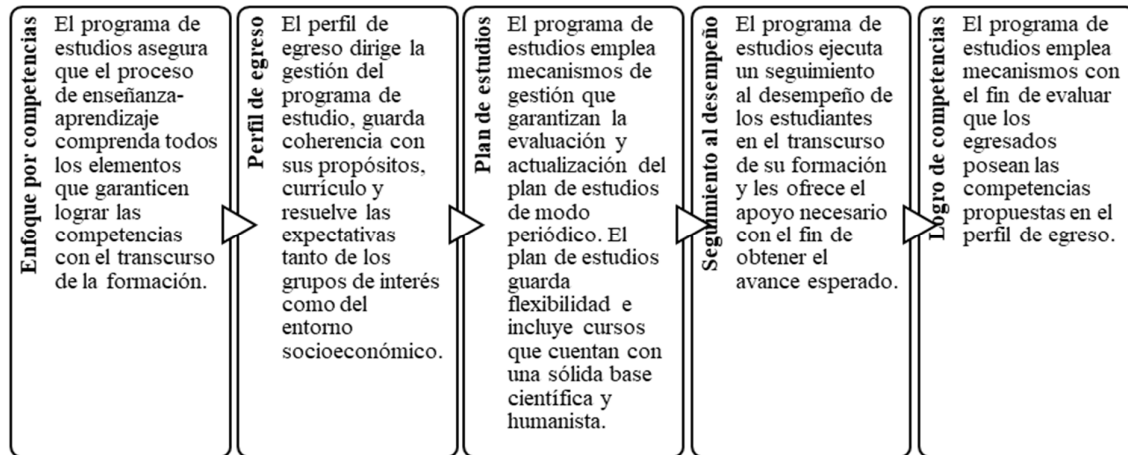 Enfoque por competencias
El programa de
estudios asegura
que el proceso
de enseñanza-
aprendizaje
comprenda todos
los elementos
que garanticen
lograr las
competencias
con el transcurso
de la formación.
Perfil de egreso
El perfil de
egreso dirige la
gestión del
programa de
estudio, guarda
coherencia con
sus propósitos,
currículo y
resuelve las
expectativas
tanto de los
grupos de interés
como del
entorno
socioeconómico.
Plan de estudios
El programa de
estudios emplea
mecanismos de
gestión que
garantizan la
evaluación y
actualización del
plan de estudios
de modo
periódico. El
plan de estudios
guarda
flexibilidad e
incluye cursos
que cuentan con
una sólida base
científica y
humanista.
Seguimiento al desempeño
El programa de
estudios ejecuta
un seguimiento
al desempeño de
los estudiantes
en el transcurso
de su formación
y les ofrece el
apoyo necesario
con el fin de
obtener el
avance esperado.
Logro de competencias
El programa de
estudios emplea
mecanismos con
el fin de evaluar
que los
egresados
posean las
competencias
propuestas en el
perfil de egreso.